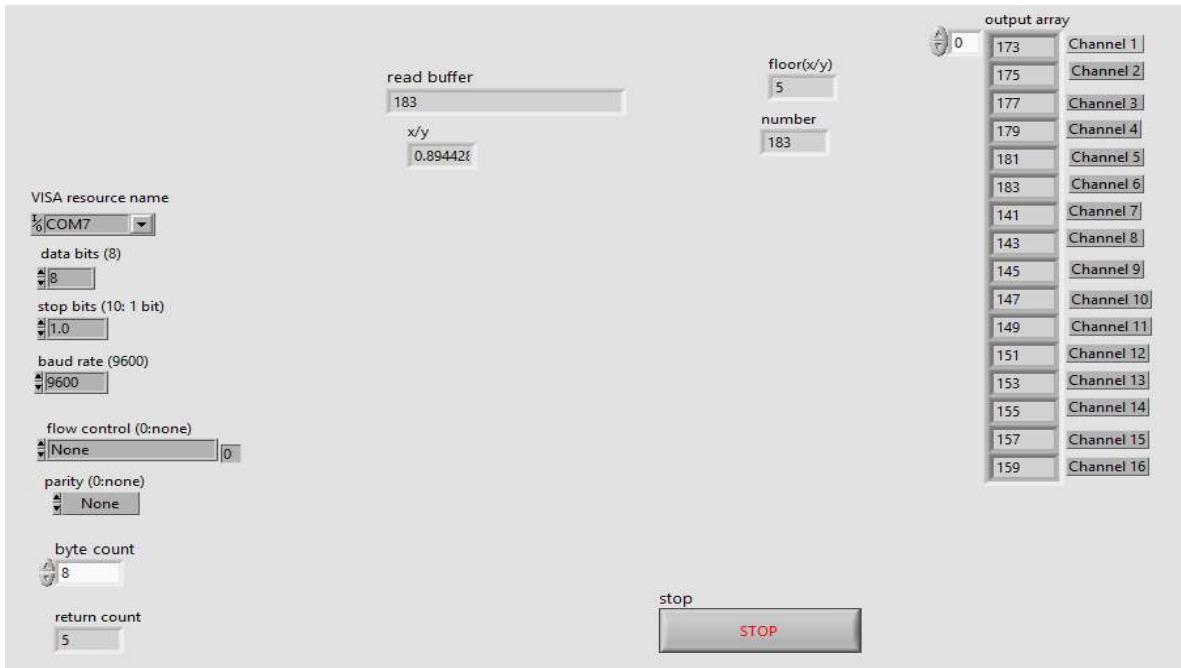 output array
0
173 Channel 1
175 Channel 2
177 Channel 3
179 Channel 4
181 Channel 5
183 Channel 6
141 Channel 7
143 Channel 8
145 Channel 9
147 Channel 10
149 Channel 11
151 Channel 12
153 Channel 13
155 Channel 14
157 Channel 15
159 Channel 16
read buffer
183
x/y
0.894428
floor(x/y)
5
number
183
VISA resource name
COM7
data bits (8)
8
stop bits (10: 1 bit)
1.0
baud rate (9600)
9600
flow control (0:none)
None 0
parity (0:none)
None
byte count
8
return count
5
stop
STOP